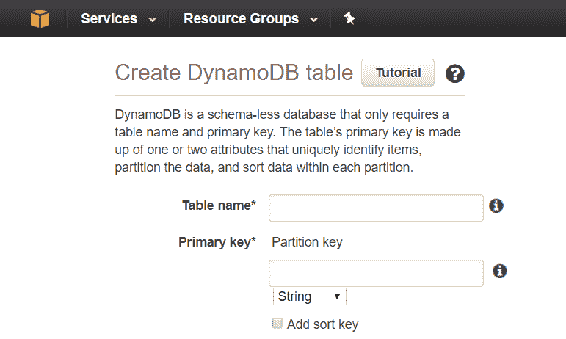 Services Resource Groups
Create DynamoDB table Tutorial ?
DynamoDB is a schema-less database that only requires a
table name and primary key. The table's primary key is made
up of one or two attributes that uniquely identify items,
partition the data, and sort data within each partition.
Table name*
Primary key* Partition key
String
Add sort key